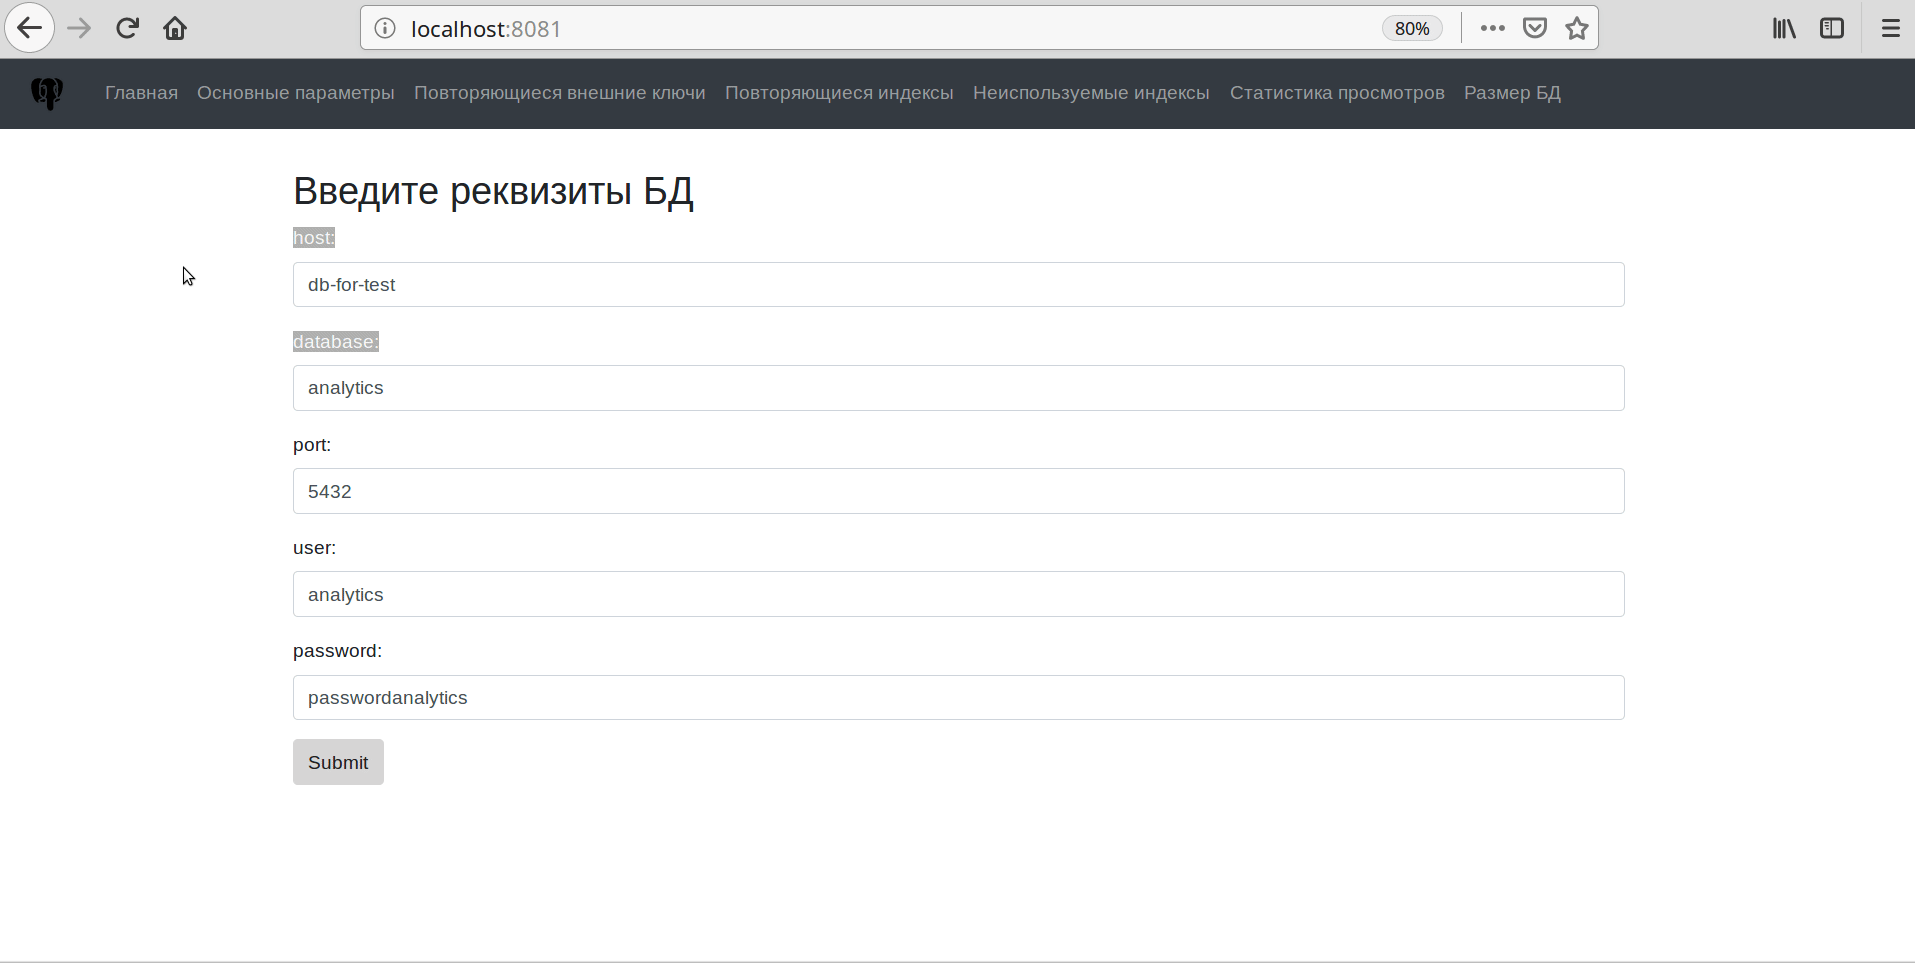 localhost:8081 80%
Главная Основные параметры Повторяющиеся внешние ключи Повторяющиеся индексы Неиспользуемые индексы Статистика просмотров Размер БД
Введите реквизиты БД
host:
db-for-test
database:
analytics
port:
5432
user:
analytics
password:
passwordanalytics
Submit